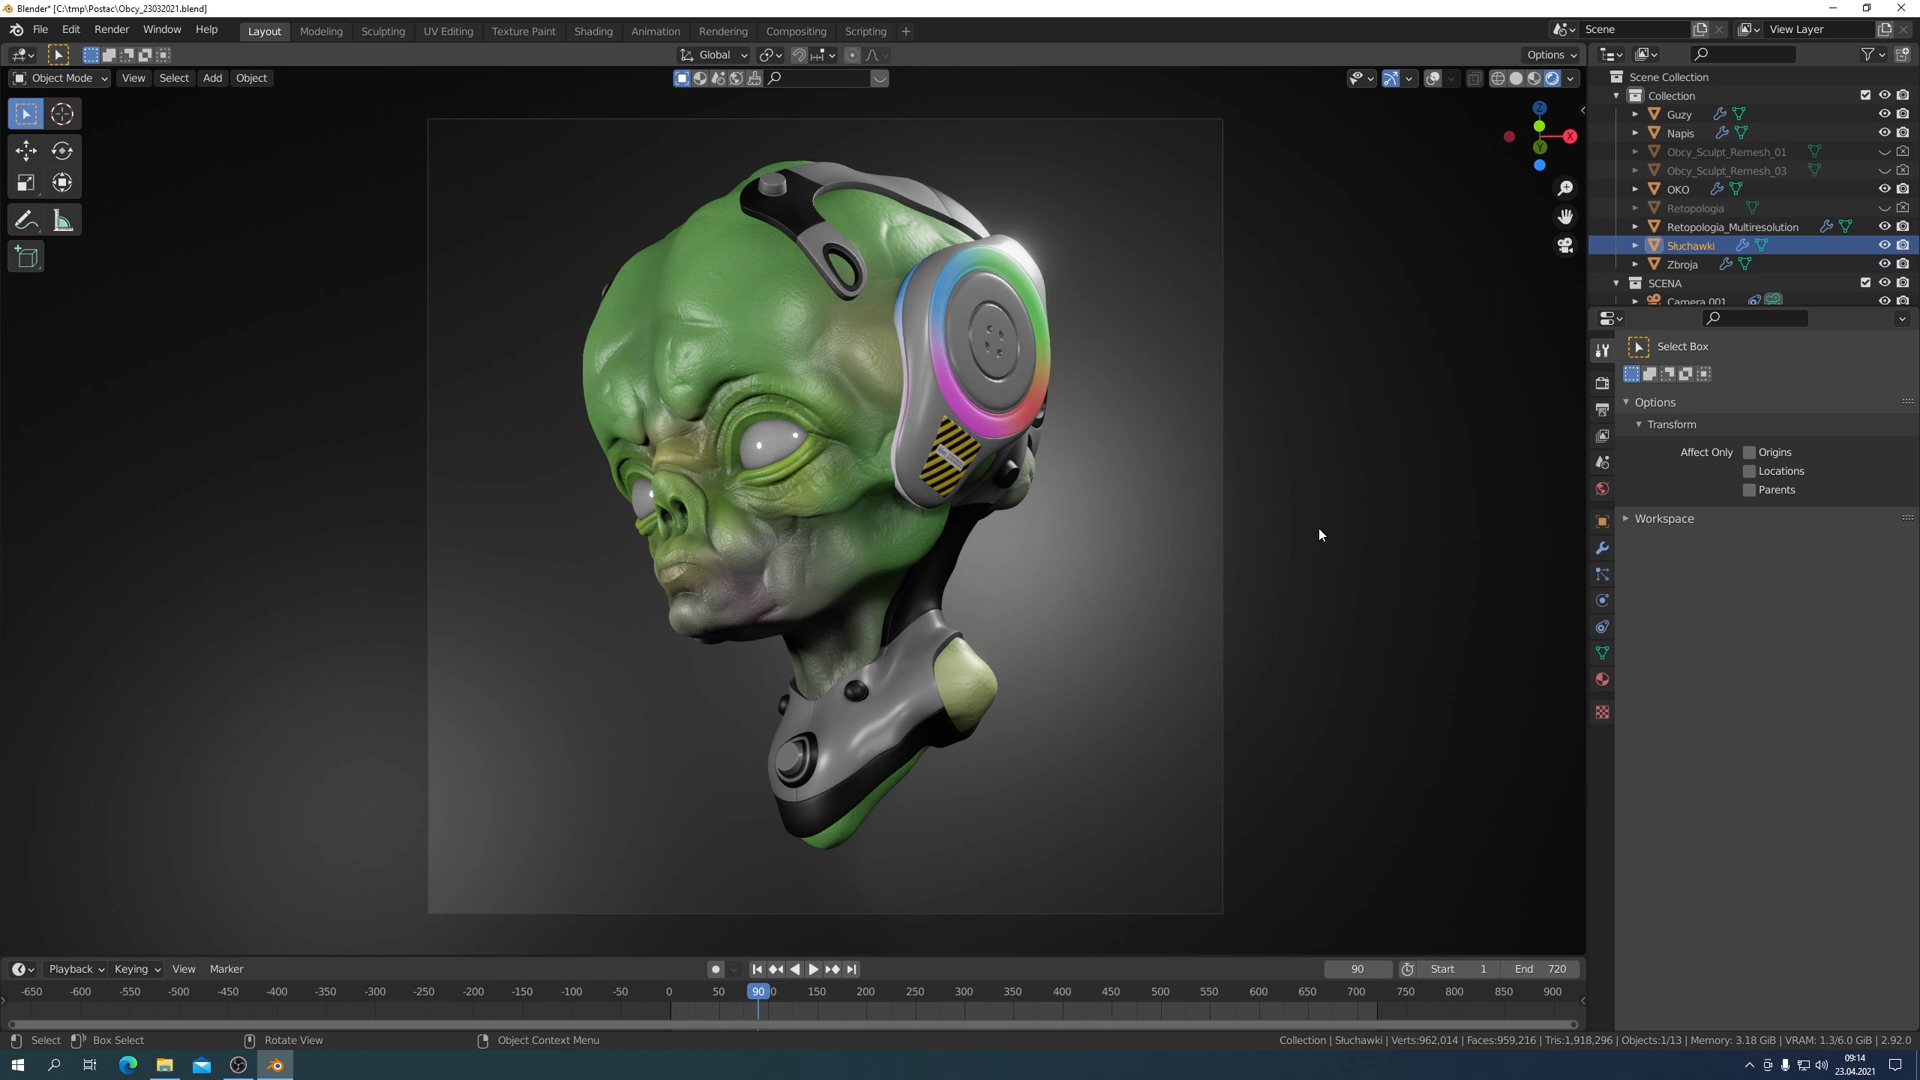 Blender* [C:\tmp\Postac\Obcy_23032021.blend]
File Edit Render Window Help Layout Modeling Sculpting UV Editing Texture Paint Shading Animation Rendering Compositing Scripting + Scene View Layer
Global Options
Object Mode View Select Add Object
Z
X
Y
Scene Collection
Collection
Guzy
Napis
Obcy_Sculpt_Remesh_01
Obcy_Sculpt_Remesh_03
OKO
Retopologia
Retopologia_Multiresolution
Słuchawki
Zbroja
SCENA
Camera.001
Select Box
Options
Transform
Affect Only Origins
Locations
Parents
Workspace
Playback Keying View Marker 90 Start 1 End 720
-650 -600 -550 -500 -450 -400 -350 -300 -250 -200 -150 -100 -50 0 50 90 150 200 250 300 350 400 450 500 550 600 650 700 750 800 850 900
Select Box Select Rotate View Object Context Menu Collection | Słuchawki | Verts:962,014 | Faces:959,216 | Tris:1,918,296 | Objects:1/13 | Memory: 3.18 GiB | VRAM: 1.3/6.0 GiB | 2.92.0
09:14
23.04.2021